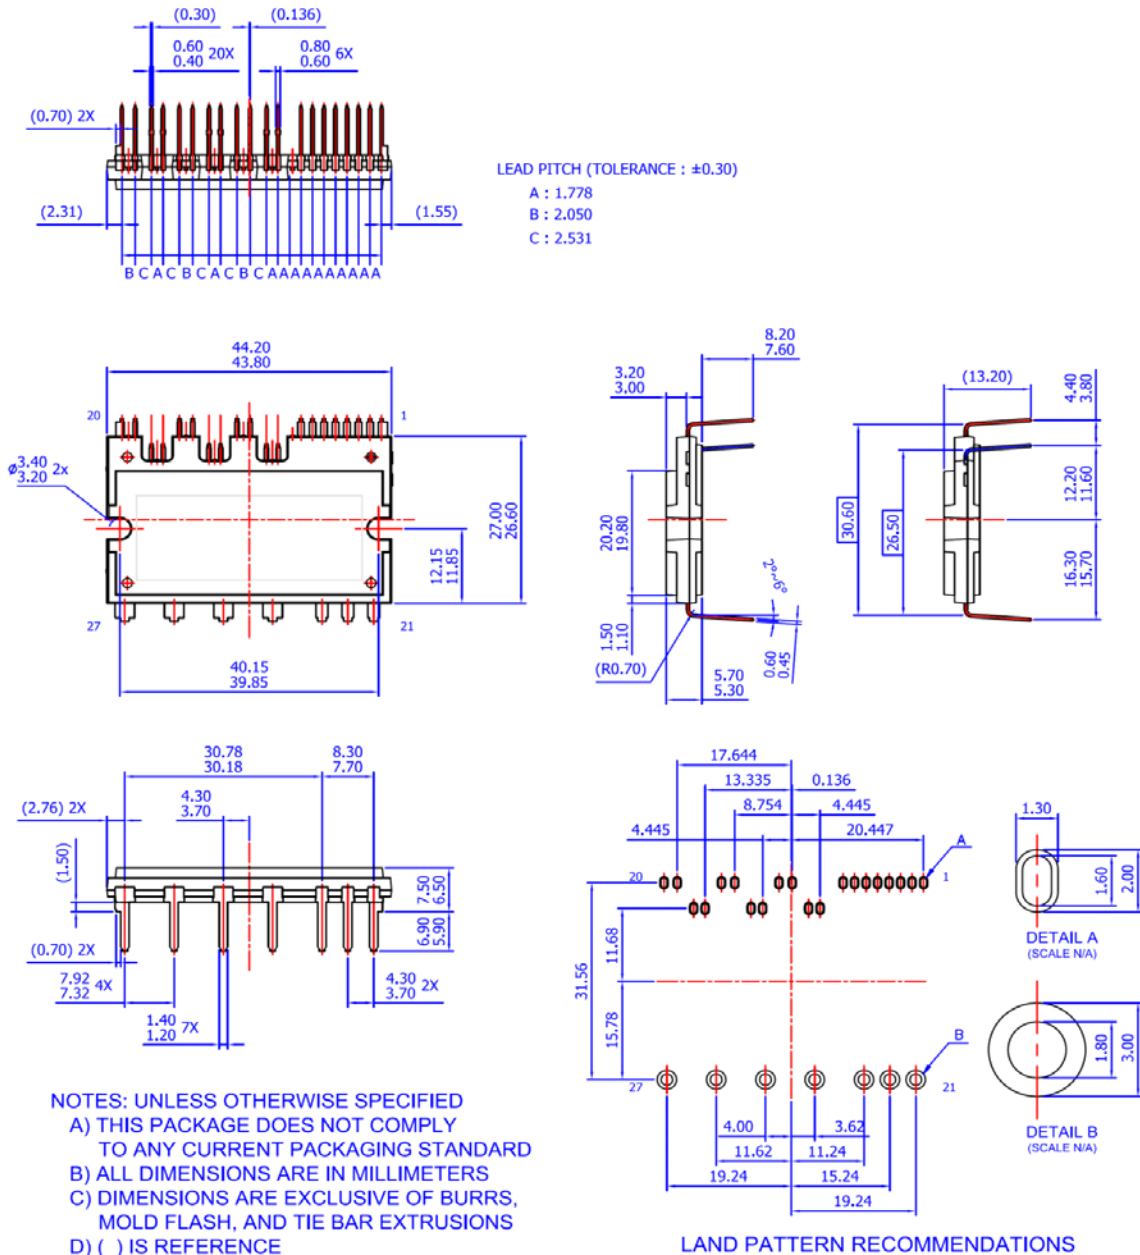 (0.30)
(0.136)
0.60
0.40 20X
0.80
0.60 6X
(0.70) 2X
(2.31)
(1.55)
B C A C B C A C B C A A A A A A A A A A
LEAD PITCH (TOLERANCE : ±0.30)
A : 1.778
B : 2.050
C : 2.531
44.20
43.80
20
1
ø3.40
3.20 2x
27.00
26.60
12.15
11.85
27
21
40.15
39.85
8.20
7.60
3.20
3.00
20.20
19.80
2°~6°
1.50
1.10
(R0.70)
0.60
0.45
5.70
5.30
(13.20)
4.40
3.80
30.60
26.50
12.20
11.60
16.30
15.70
30.78
30.18
8.30
7.70
4.30
3.70
(2.76) 2X
(1.50)
7.50
6.50
6.90
5.90
(0.70) 2X
7.92
7.32 4X
4.30
3.70 2X
1.40
1.20 7X
17.644
13.335
0.136
8.754
4.445
4.445
20.447
A
20
1
11.68
31.56
15.78
B
27
21
4.00
3.62
11.62
11.24
19.24
15.24
19.24
1.30
1.60
2.00
DETAIL A
(SCALE N/A)
1.80
3.00
DETAIL B
(SCALE N/A)
NOTES: UNLESS OTHERWISE SPECIFIED
A) THIS PACKAGE DOES NOT COMPLY
TO ANY CURRENT PACKAGING STANDARD
B) ALL DIMENSIONS ARE IN MILLIMETERS
C) DIMENSIONS ARE EXCLUSIVE OF BURRS,
MOLD FLASH, AND TIE BAR EXTRUSIONS
D) ( ) IS REFERENCE
LAND PATTERN RECOMMENDATIONS